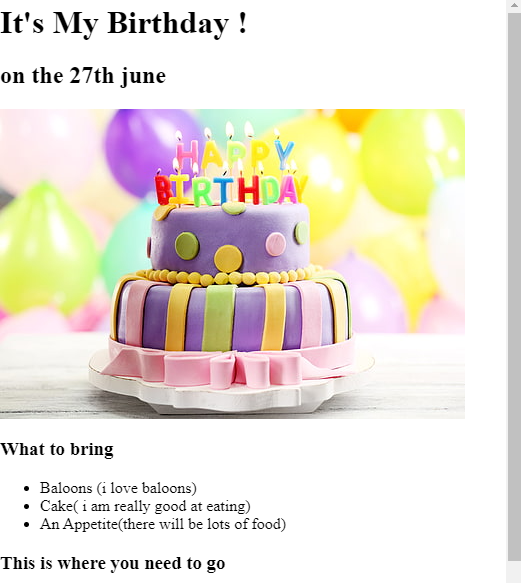 It's My Birthday !
on the 27th june
HAPPY
BIRTHDAY
What to bring
Baloons (i love baloons)
Cake( i am really good at eating)
An Appetite(there will be lots of food)
This is where you need to go